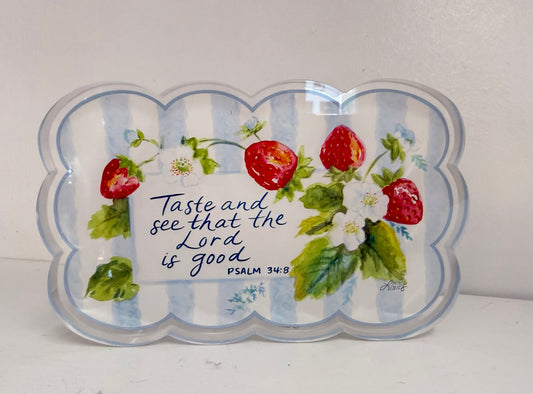 Taste and
see that the
Lord
is good
PSALM 34:8